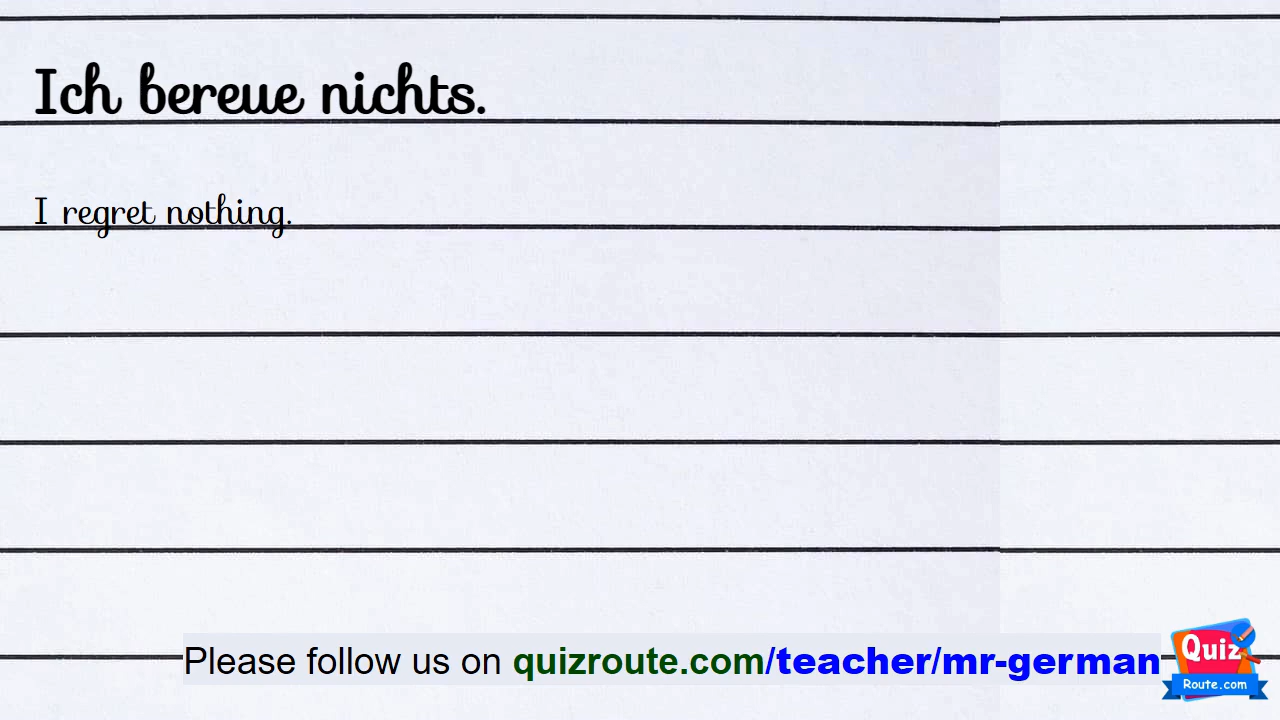 Ich bereue nichts.
I regret nothing.
Please follow us on quizroute.com/teacher/mr-german
Quiz
Route.com